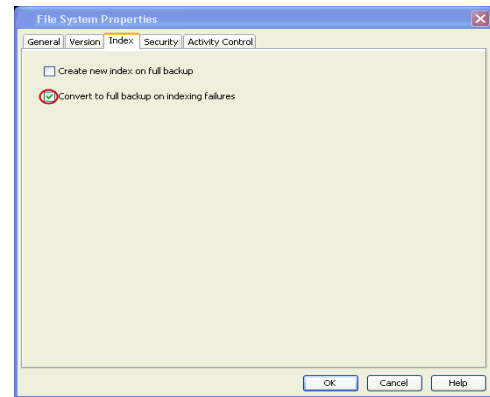 File System Properties
General Version Index Security Activity Control
Create new index on full backup
Convert to full backup on indexing failures
OK Cancel Help